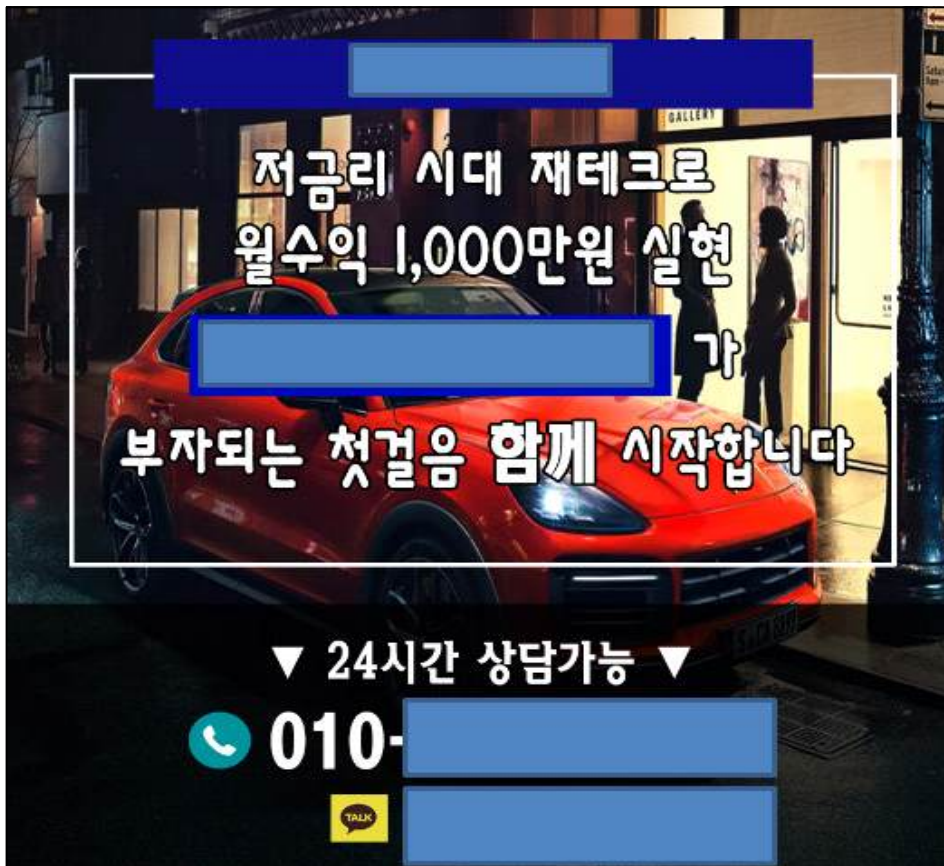 GALLERY
저금리 시대 재테크로
월수익 1,000만원 실현
가
부자되는 첫걸음 함께 시작합니다
▼ 24시간 상담가능 ▼
010-
TALK